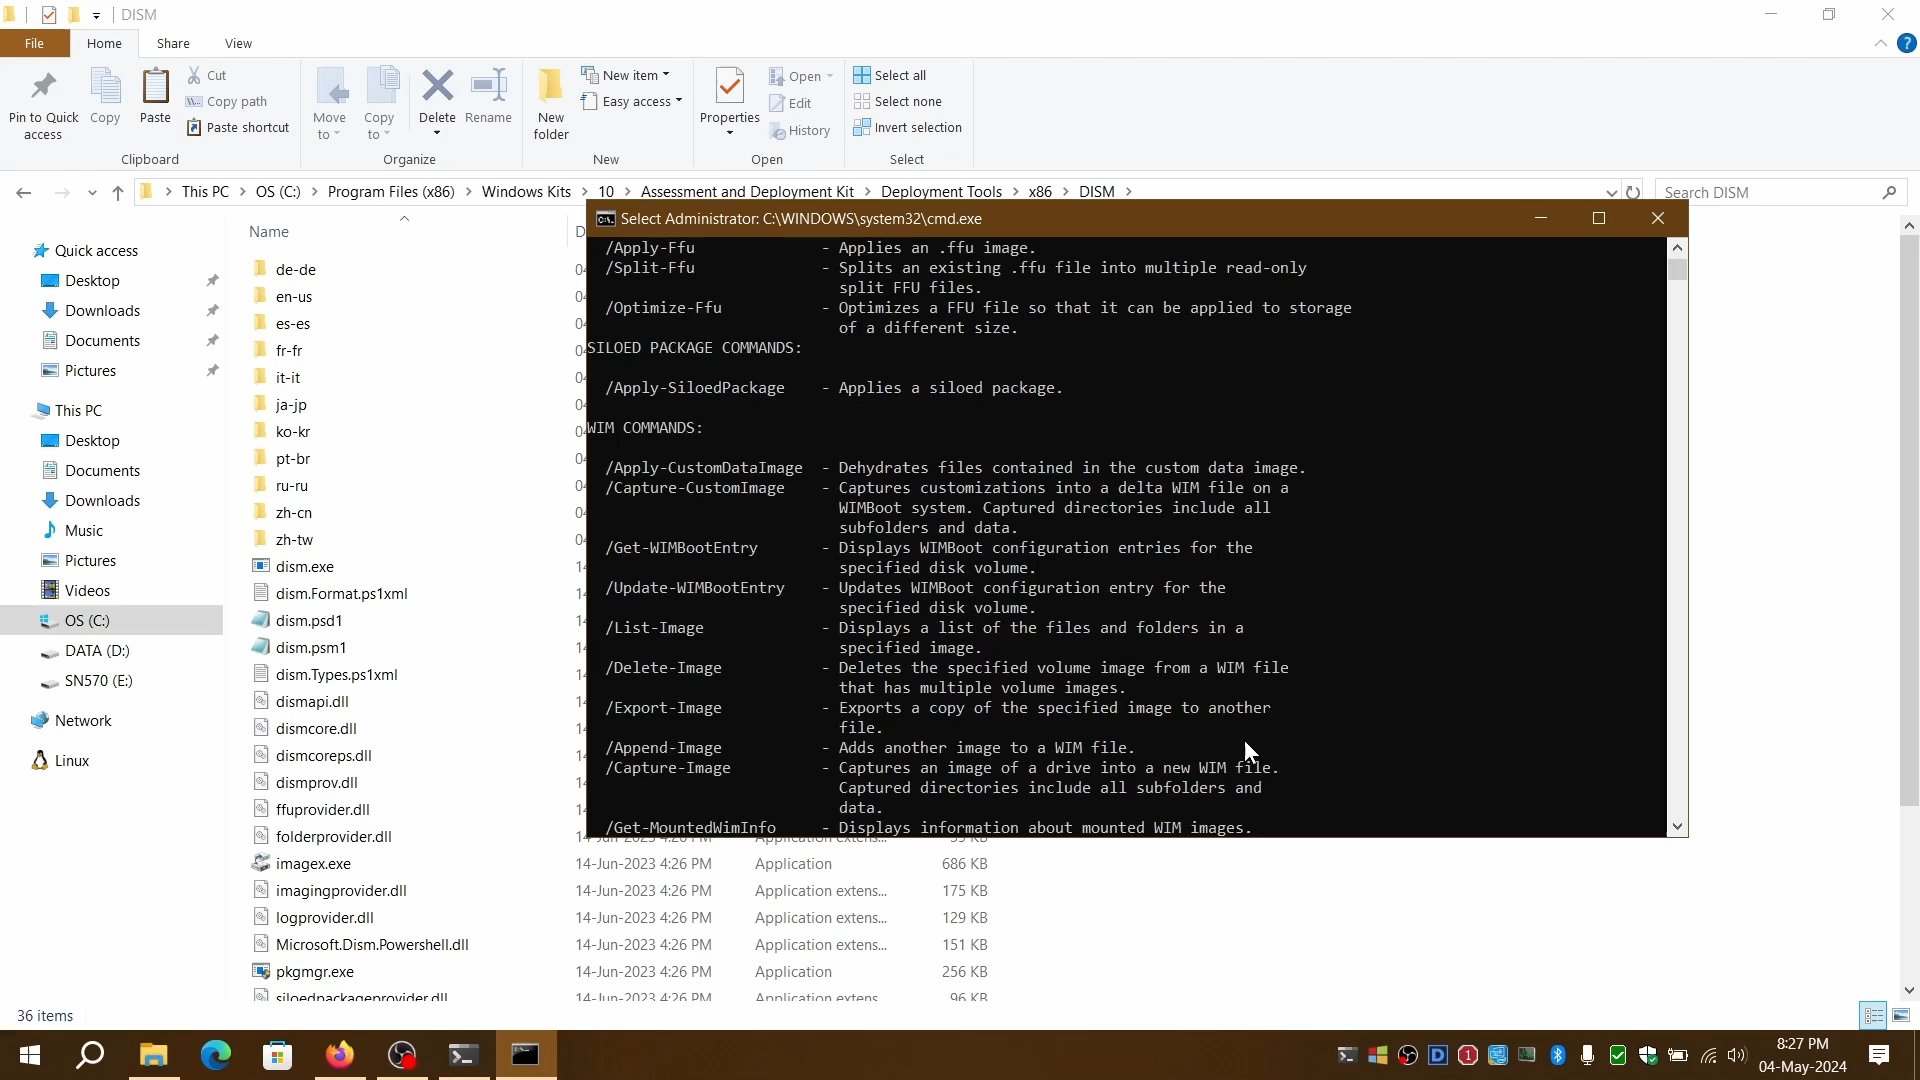 DISM
File
Home
Share
View
Pin to Quick access
Copy
Paste
Cut
Copy path
Paste shortcut
Clipboard
Move to
Copy to
Delete
Rename
Organize
New folder
New item
Easy access
New
Properties
Open
Edit
History
Open
Select all
Select none
Invert selection
Select
This PC > OS (C:) > Program Files (x86) > Windows Kits > 10 > Assessment and Deployment Kit > Deployment Tools > x86 > DISM >
Search DISM
Quick access
Desktop
Downloads
Documents
Pictures
This PC
Desktop
Documents
Downloads
Music
Pictures
Videos
OS (C:)
DATA (D:)
SN570 (E:)
Network
Linux
Name
de-de
en-us
es-es
fr-fr
it-it
ja-jp
ko-kr
pt-br
ru-ru
zh-cn
zh-tw
dism.exe
dism.Format.ps1xml
dism.psd1
dism.psm1
dism.Types.ps1xml
dismapi.dll
dismcore.dll
dismcoreps.dll
dismprov.dll
ffuprovider.dll
folderprovider.dll
imagex.exe 14-Jun-2023 4:26 PM Application 686 KB
imagingprovider.dll 14-Jun-2023 4:26 PM Application extens... 175 KB
logprovider.dll 14-Jun-2023 4:26 PM Application extens... 129 KB
Microsoft.Dism.Powershell.dll 14-Jun-2023 4:26 PM Application extens... 151 KB
pkgmgr.exe 14-Jun-2023 4:26 PM Application 256 KB
siloedpackageprovider.dll 14-Jun-2023 4:26 PM Application extens... 96 KB
Select Administrator: C:\WINDOWS\system32\cmd.exe
/Apply-Ffu - Applies an .ffu image.
/Split-Ffu - Splits an existing .ffu file into multiple read-only
split FFU files.
/Optimize-Ffu - Optimizes a FFU file so that it can be applied to storage
of a different size.
SILOED PACKAGE COMMANDS:
/Apply-SiloedPackage - Applies a siloed package.
WIM COMMANDS:
/Apply-CustomDataImage - Dehydrates files contained in the custom data image.
/Capture-CustomImage - Captures customizations into a delta WIM file on a
WIMBoot system. Captured directories include all
subfolders and data.
/Get-WIMBootEntry - Displays WIMBoot configuration entries for the
specified disk volume.
/Update-WIMBootEntry - Updates WIMBoot configuration entry for the
specified disk volume.
/List-Image - Displays a list of the files and folders in a
specified image.
/Delete-Image - Deletes the specified volume image from a WIM file
that has multiple volume images.
/Export-Image - Exports a copy of the specified image to another
file.
/Append-Image - Adds another image to a WIM file.
/Capture-Image - Captures an image of a drive into a new WIM file.
Captured directories include all subfolders and
data.
/Get-MountedWimInfo - Displays information about mounted WIM images.
36 items
8:27 PM
04-May-2024